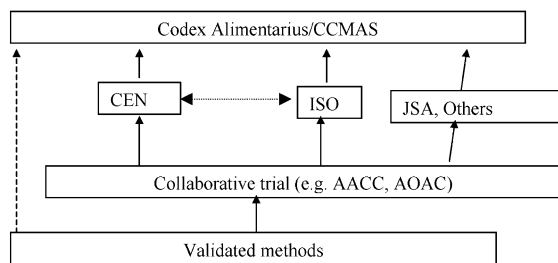 Codex Alimentarius/CCMAS
CEN
ISO
JSA, Others
Collaborative trial (e.g. AACC, AOAC)
Validated methods